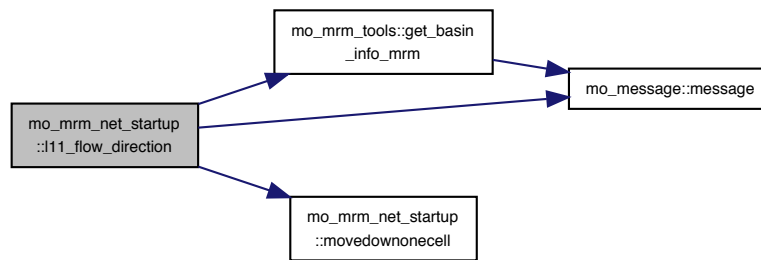 mo_mrm_tools::get_basin
_info_mrm
mo_message::message
mo_mrm_net_startup
::l11_flow_direction
mo_mrm_net_startup
::movedownonecell